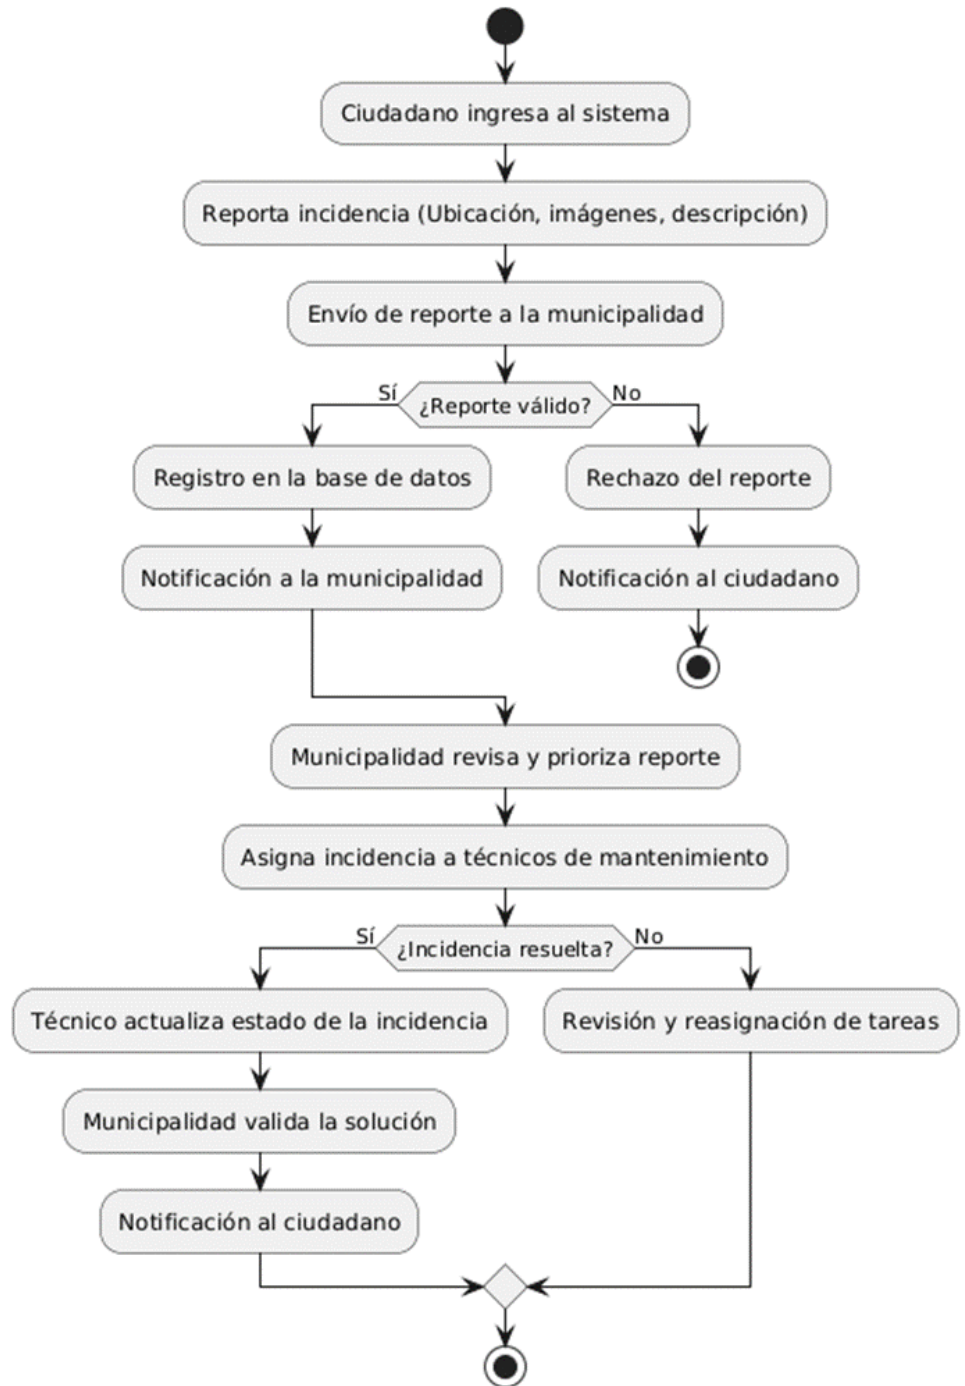 Ciudadano ingresa al sistema
Reporta incidencia (Ubicación, imágenes, descripción)
Envío de reporte a la municipalidad
Sí
¿Reporte válido?
No
Registro en la base de datos
Rechazo del reporte
Notificación a la municipalidad
Notificación al ciudadano
Municipalidad revisa y prioriza reporte
Asigna incidencia a técnicos de mantenimiento
Sí
¿Incidencia resuelta?
No
Técnico actualiza estado de la incidencia
Revisión y reasignación de tareas
Municipalidad valida la solución
Notificación al ciudadano